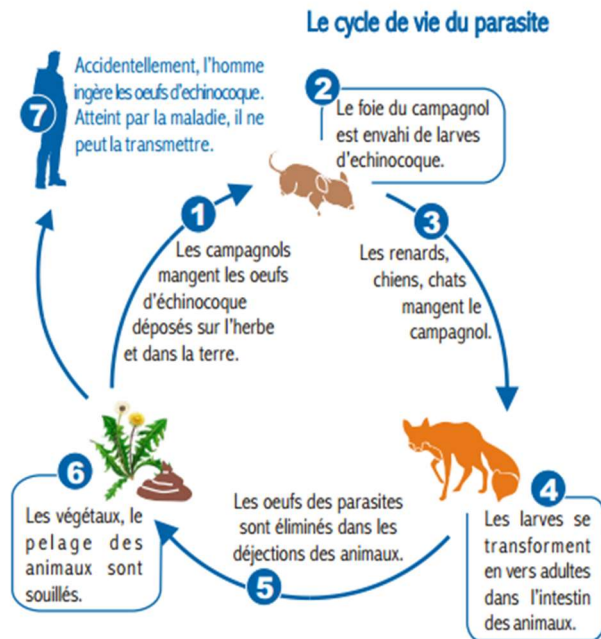 Le cycle de vie du parasite
7
Accidentellement, l'homme
ingère les oeufs d'echinocoque.
Atteint par la maladie, il ne
peut la transmettre.
2
Le foie du campagnol
est envahi de larves
d'echinocoque.
1
Les campagnols
mangent les oeufs
d'échinocoque
déposés sur l'herbe
et dans la terre.
3
Les renards,
chiens, chats
mangent le
campagnol.
6
Les végétaux, le
pelage des
animaux sont
souillés.
Les oeufs des parasites
sont éliminés dans les
déjections des animaux.
5
4
Les larves se
transforment
en vers adultes
dans l'intestin
des animaux.